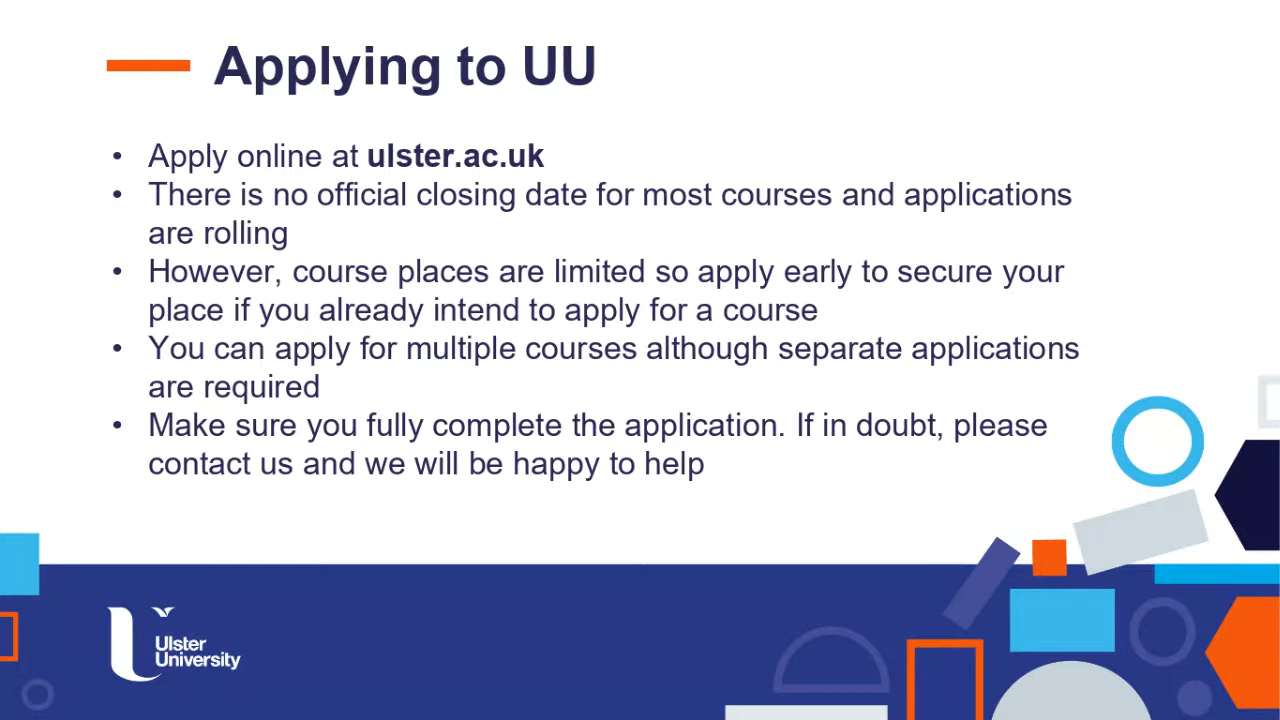 Applying to UU
• Apply online at ulster.ac.uk
• There is no official closing date for most courses and applications
are rolling
• However, course places are limited so apply early to secure your
place if you already intend to apply for a course
• You can apply for multiple courses although separate applications
are required
• Make sure you fully complete the application. If in doubt, please
contact us and we will be happy to help
Ulster
University